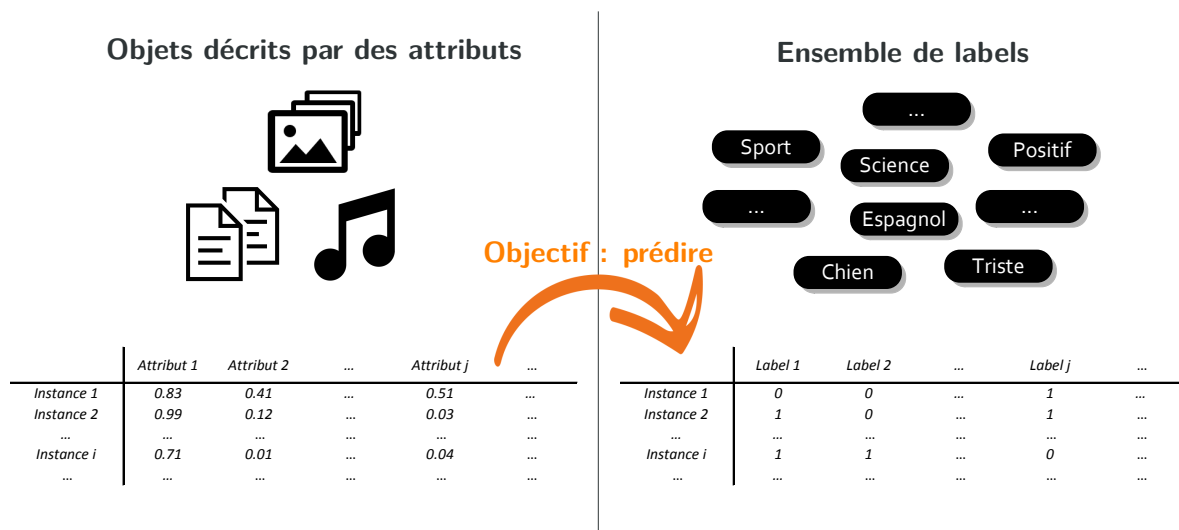 Objets décrits par des attributs
Ensemble de labels
...
Sport
Science
Positif
...
Espagnol
...
Chien
Triste
Objectif : prédire
Attribut 1 Attribut 2 ... Attribut j ...
Instance 1 0.83 0.41 ... 0.51 ...
Instance 2 0.99 0.12 ... 0.03 ...
... ... ... ... ... ...
Instance i 0.71 0.01 ... 0.04 ...
... ... ... ... ... ...
Label 1 Label 2 ... Label j ...
Instance 1 0 0 ... 1 ...
Instance 2 1 0 ... 1 ...
... ... ... ... ... ...
Instance i 1 1 ... 0 ...
... ... ... ... ... ...